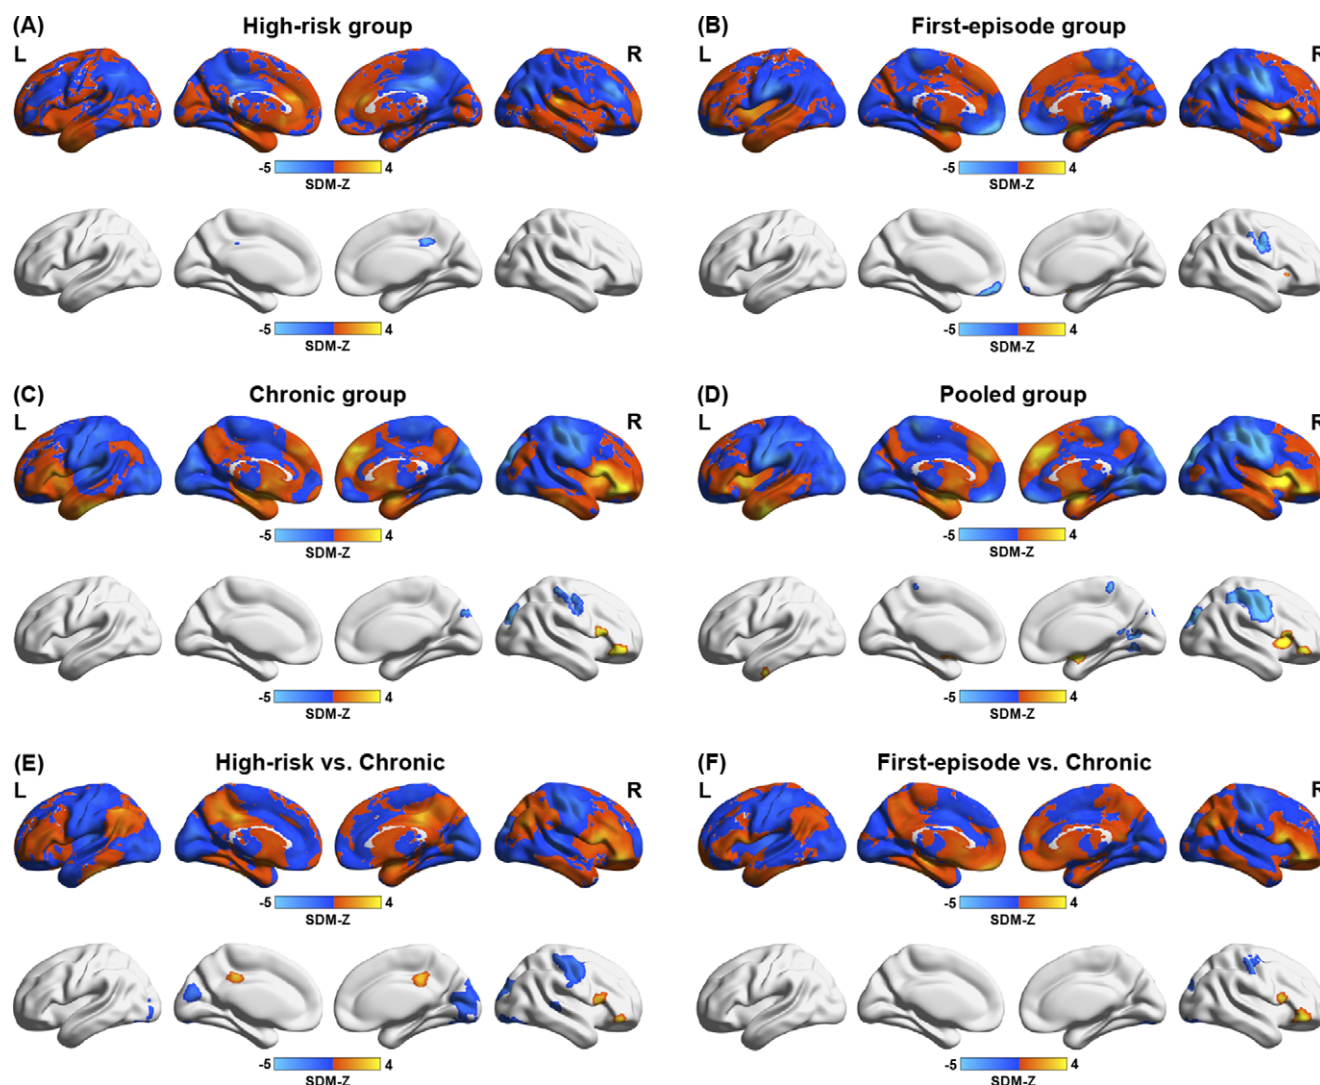 (A) High-risk group
L R
-5 4
SDM-Z
-5 4
SDM-Z
(B) First-episode group
L R
-5 4
SDM-Z
-5 4
SDM-Z
(C) Chronic group
L R
-5 4
SDM-Z
-5 4
SDM-Z
(D) Pooled group
L R
-5 4
SDM-Z
-5 4
SDM-Z
(E) High-risk vs. Chronic
L R
-5 4
SDM-Z
-5 4
SDM-Z
(F) First-episode vs. Chronic
L R
-5 4
SDM-Z
-5 4
SDM-Z